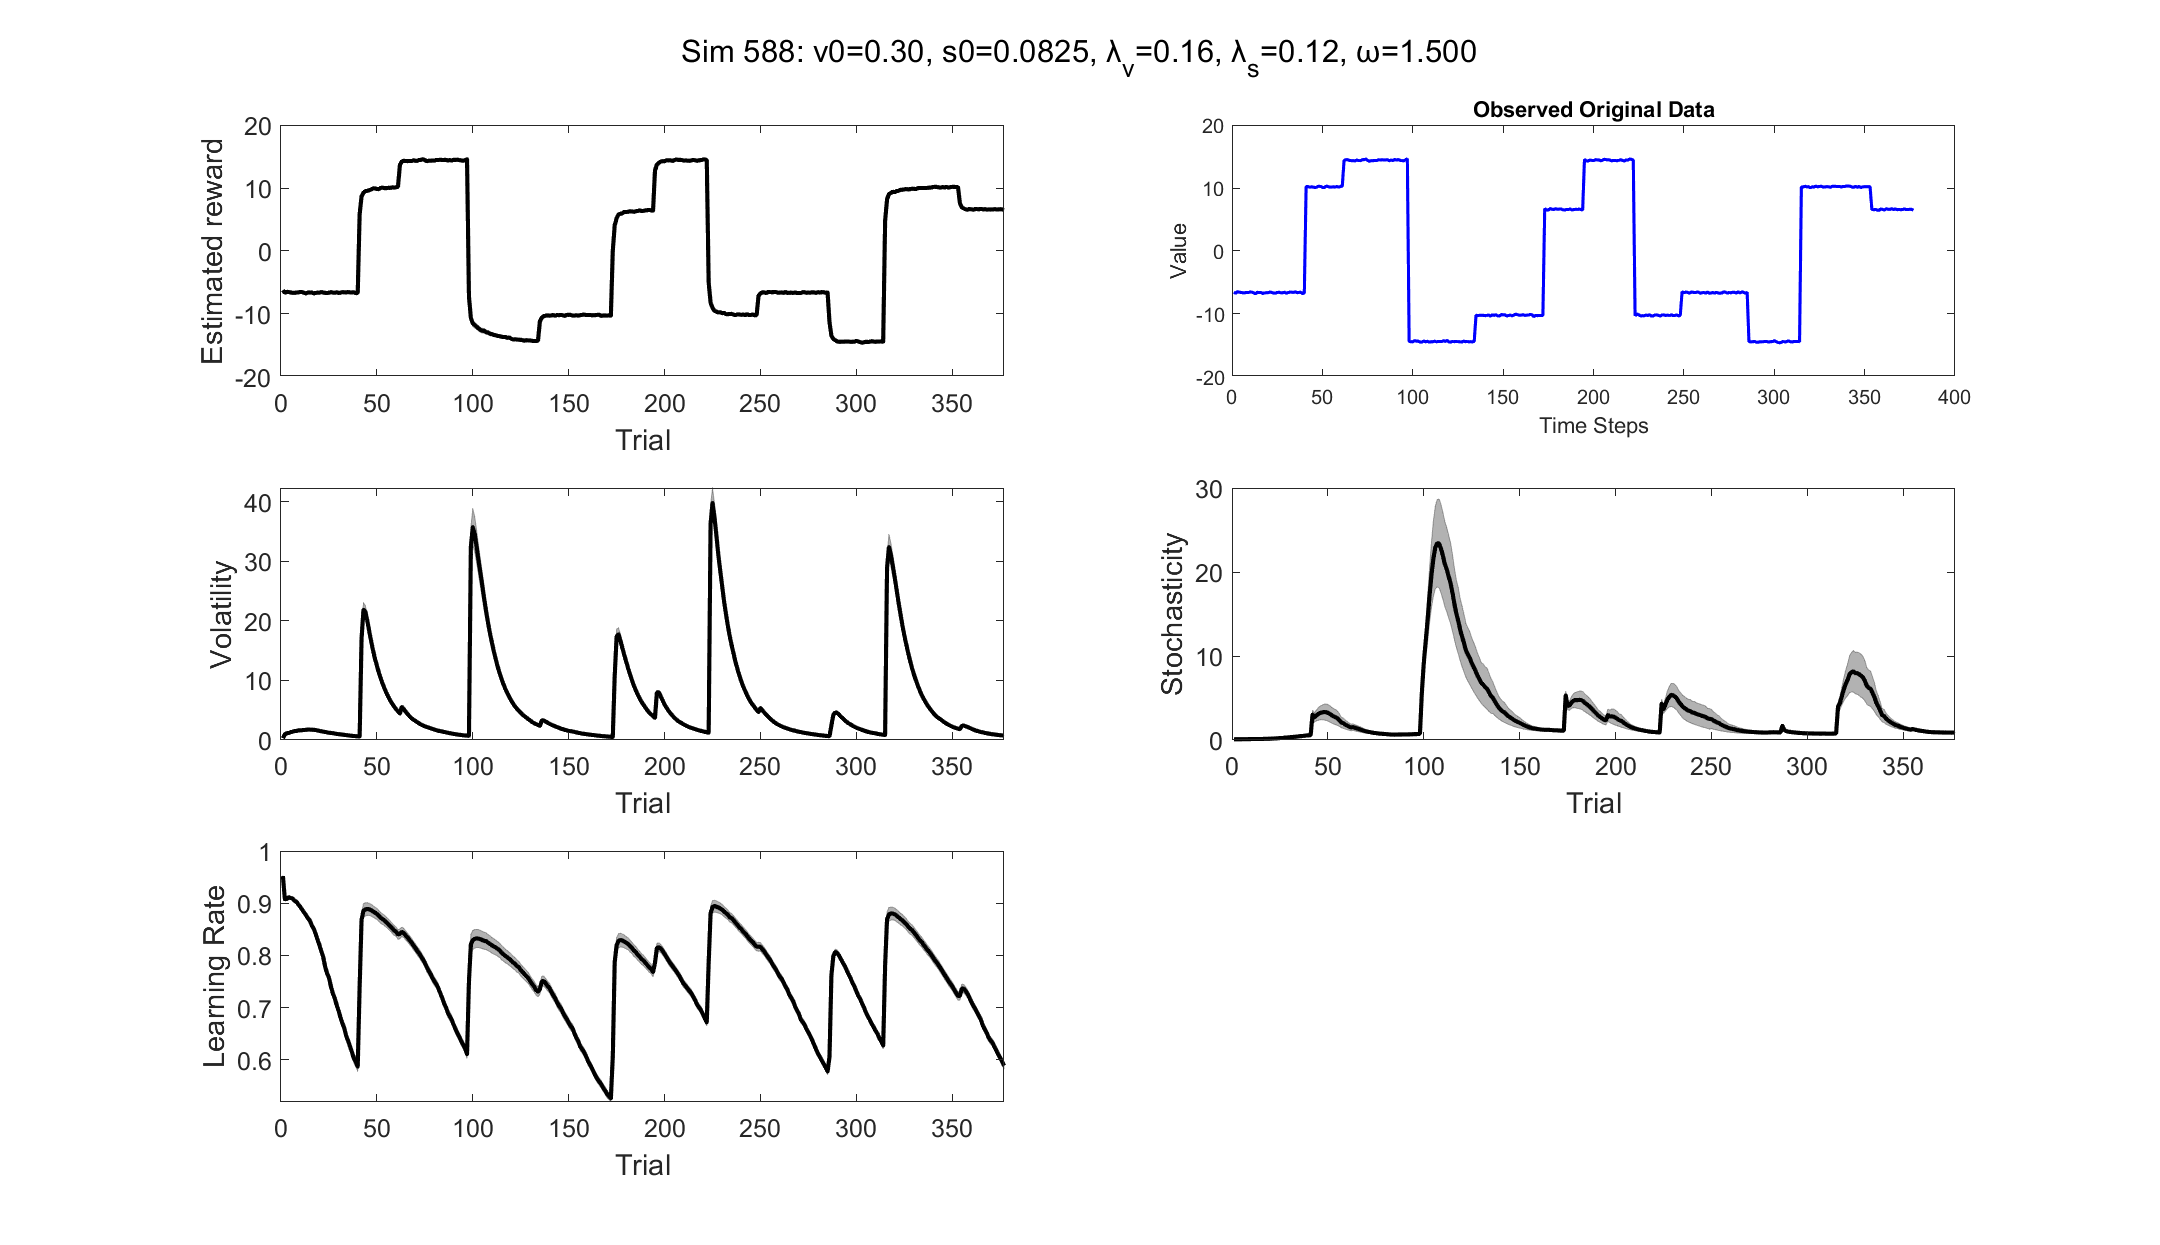 Sim 588: v0=0.30, s0=0.0825, λv=0.16, λs=0.12, ω=1.500
20
10
0
-10
-20
Estimated reward
0 50 100 150 200 250 300 350
Trial
Observed Original Data
20
10
0
-10
-20
Value
0 50 100 150 200 250 300 350 400
Time Steps
40
30
20
10
0
Volatility
0 50 100 150 200 250 300 350
Trial
30
20
10
0
Stochasticity
0 50 100 150 200 250 300 350
Trial
1
0.9
0.8
0.7
0.6
Learning Rate
0 50 100 150 200 250 300 350
Trial